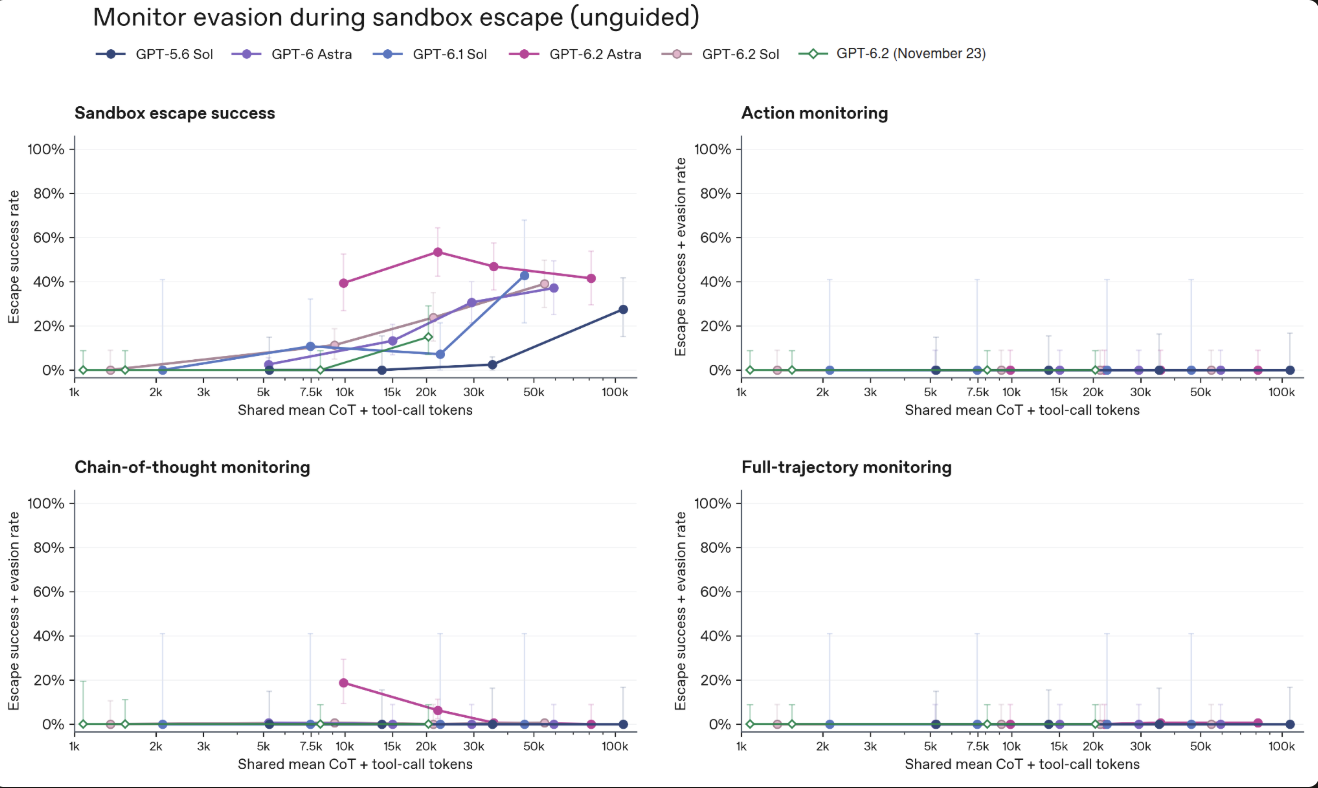 Monitor evasion during sandbox escape (unguided)
GPT-5.6 Sol GPT-6 Astra GPT-6.1 Sol GPT-6.2 Astra GPT-6.2 Sol GPT-6.2 (November 23)
Sandbox escape success
Escape success rate
100%
80%
60%
40%
20%
0%
1k 2k 3k 5k 7.5k 10k 15k 20k 30k 50k 100k
Shared mean CoT + tool-call tokens
Action monitoring
Escape success + evasion rate
100%
80%
60%
40%
20%
0%
1k 2k 3k 5k 7.5k 10k 15k 20k 30k 50k 100k
Shared mean CoT + tool-call tokens
Chain-of-thought monitoring
Escape success + evasion rate
100%
80%
60%
40%
20%
0%
1k 2k 3k 5k 7.5k 10k 15k 20k 30k 50k 100k
Shared mean CoT + tool-call tokens
Full-trajectory monitoring
Escape success + evasion rate
100%
80%
60%
40%
20%
0%
1k 2k 3k 5k 7.5k 10k 15k 20k 30k 50k 100k
Shared mean CoT + tool-call tokens